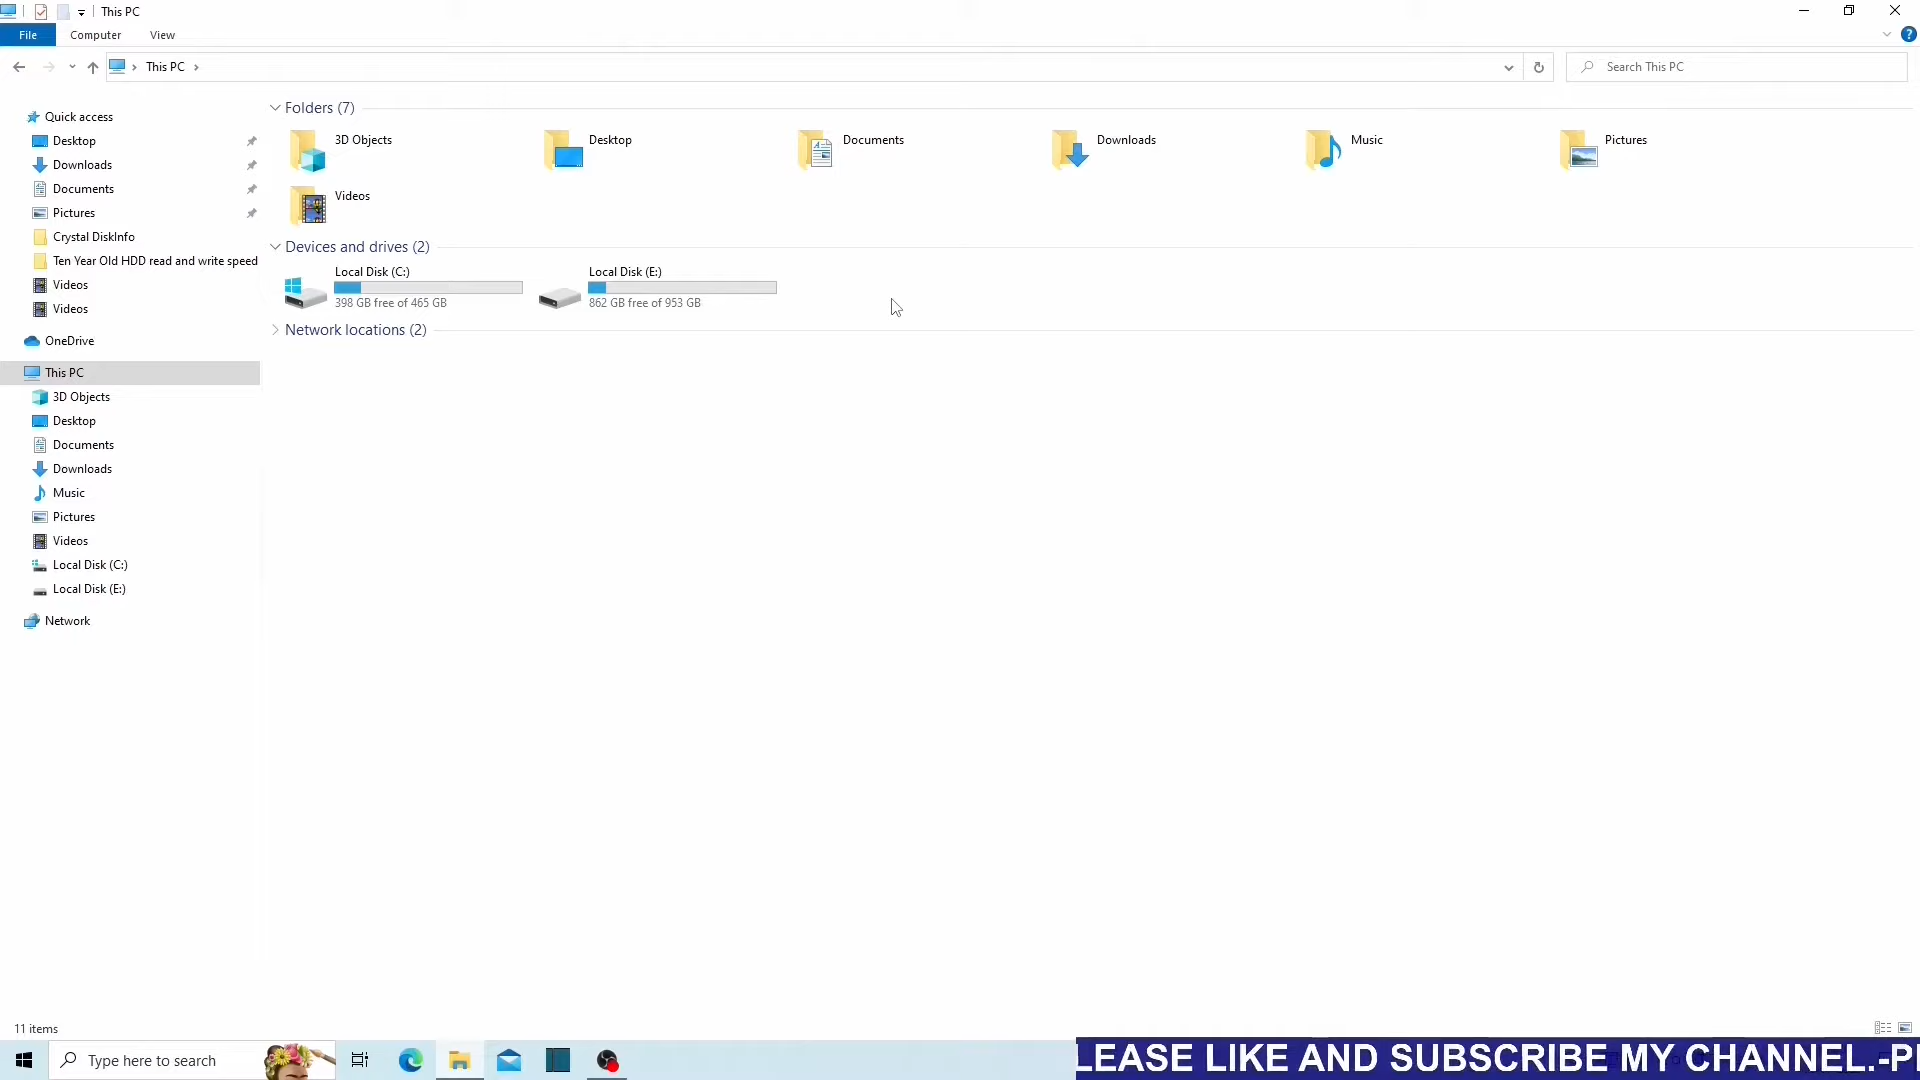 This PC
File
Computer
View
This PC
Search This PC
Quick access
Desktop
Downloads
Documents
Pictures
Crystal DiskInfo
Ten Year Old HDD read and write speed
Videos
Videos
OneDrive
This PC
3D Objects
Desktop
Documents
Downloads
Music
Pictures
Videos
Local Disk (C:)
Local Disk (E:)
Network
Folders (7)
3D Objects
Desktop
Documents
Downloads
Music
Pictures
Videos
Devices and drives (2)
Local Disk (C:)
398 GB free of 465 GB
Local Disk (E:)
862 GB free of 953 GB
Network locations (2)
11 items
Type here to search
LEASE LIKE AND SUBSCRIBE MY CHANNEL.-P